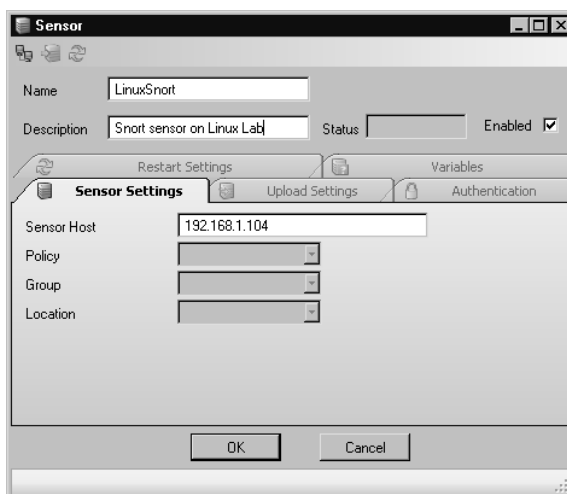 Sensor
Name LinuxSnort
Description Snort sensor on Linux Lab Status Enabled
Restart Settings Variables
Sensor Settings Upload Settings Authentication
Sensor Host 192.168.1.104
Policy
Group
Location
OK Cancel